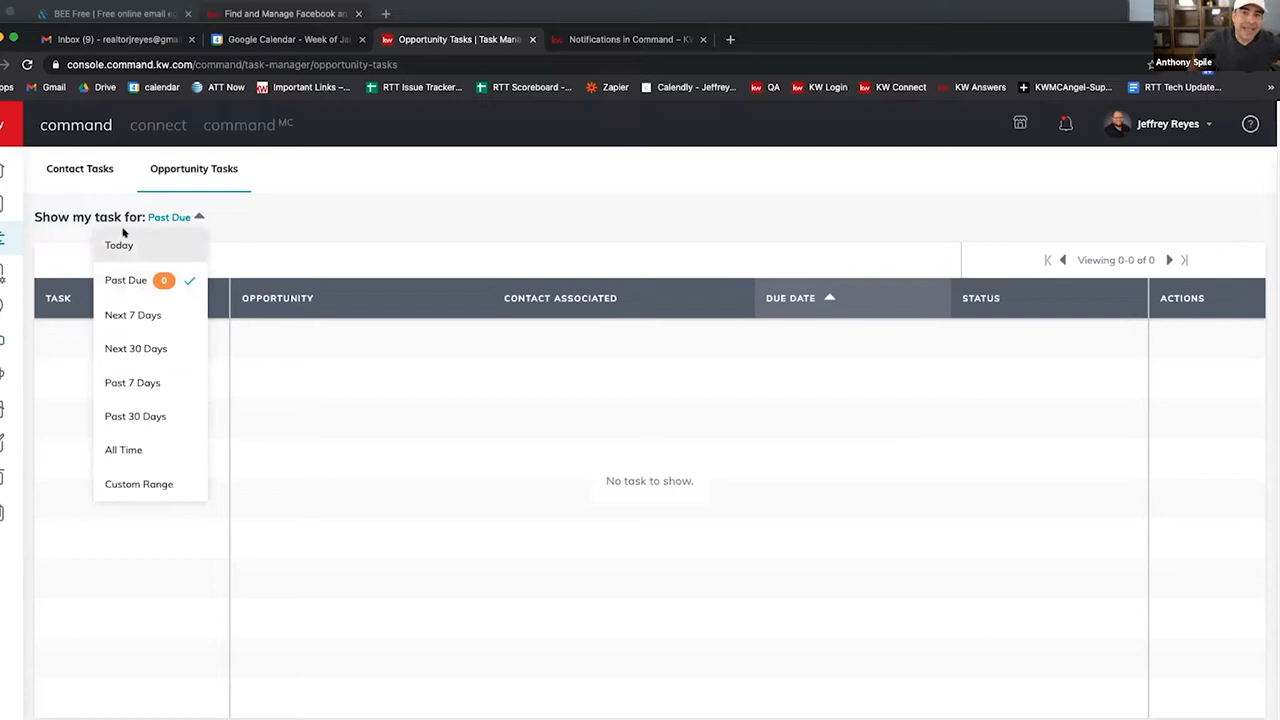 BEE Free | Free online email e
Find and Manage Facebook an
Inbox (9) – realtorjreyes@gma
Google Calendar - Week of Ja
Opportunity Tasks | Task Mana
Notifications in Command – KW
console.command.kw.com/command/task-manager/opportunity-tasks
Anthony Spile
pps
Gmail
Drive
calendar
ATT Now
Important Links –...
RTT Issue Tracker...
RTT Scoreboard -...
Zapier
Calendly - Jeffrey...
QA
KW Login
KW Connect
KW Answers
KWMCAngel-Sup...
RTT Tech Update...
»
command
connect
command MC
Jeffrey Reyes
?
Contact Tasks
Opportunity Tasks
Show my task for: Past Due
Today
Past Due 0
Next 7 Days
Next 30 Days
Past 7 Days
Past 30 Days
All Time
Custom Range
Viewing 0-0 of 0
TASK
OPPORTUNITY
CONTACT ASSOCIATED
DUE DATE
STATUS
ACTIONS
No task to show.